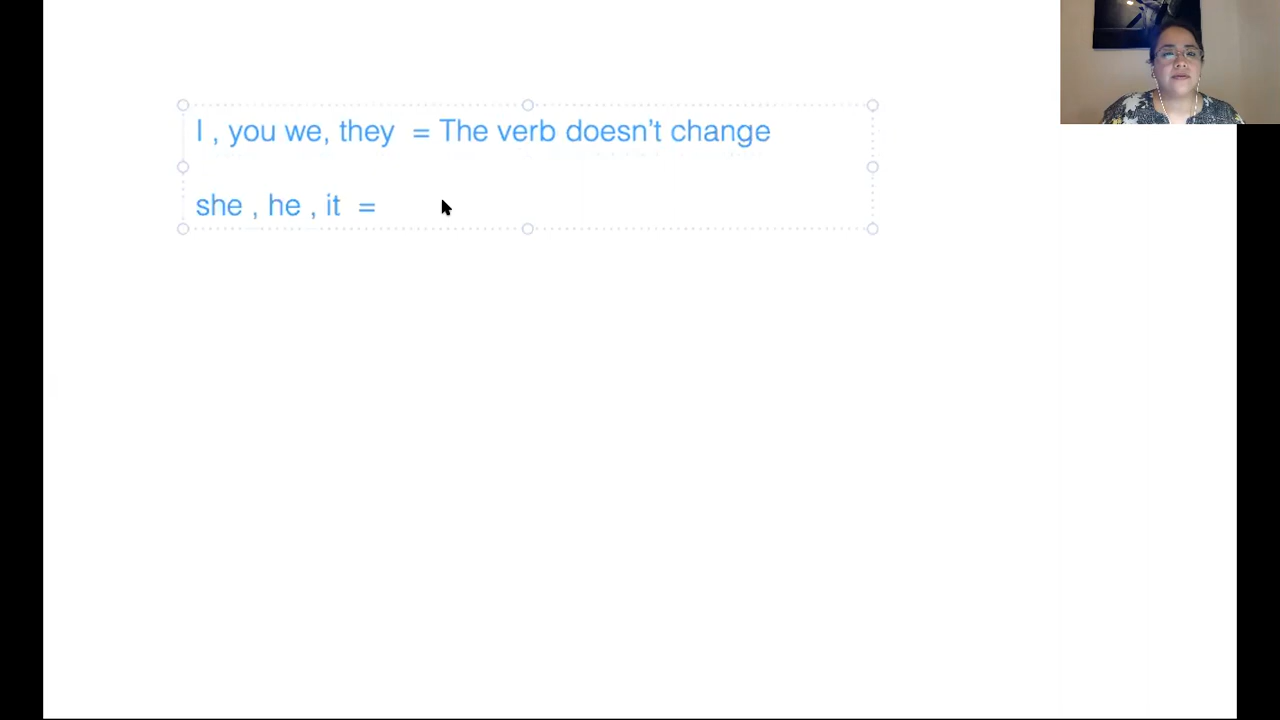 I , you we, they = The verb doesn't change
she , he , it =